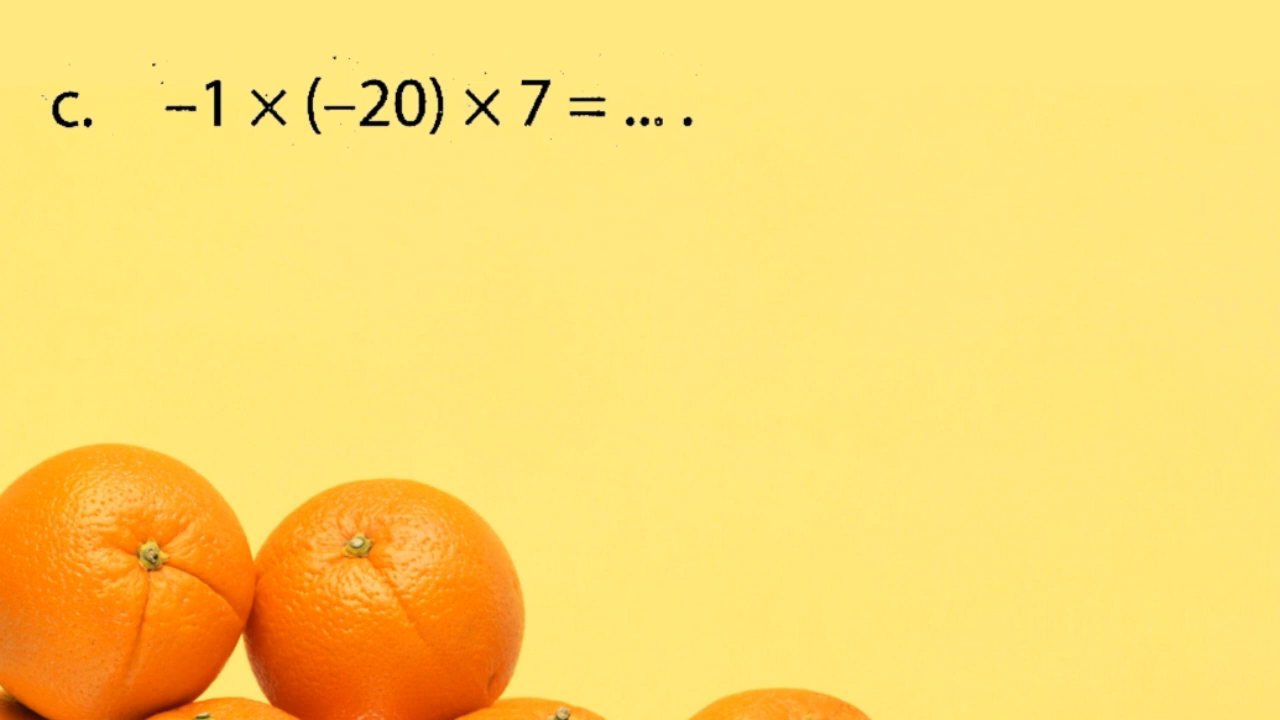 c. –1 × (–20) × 7 = ... .